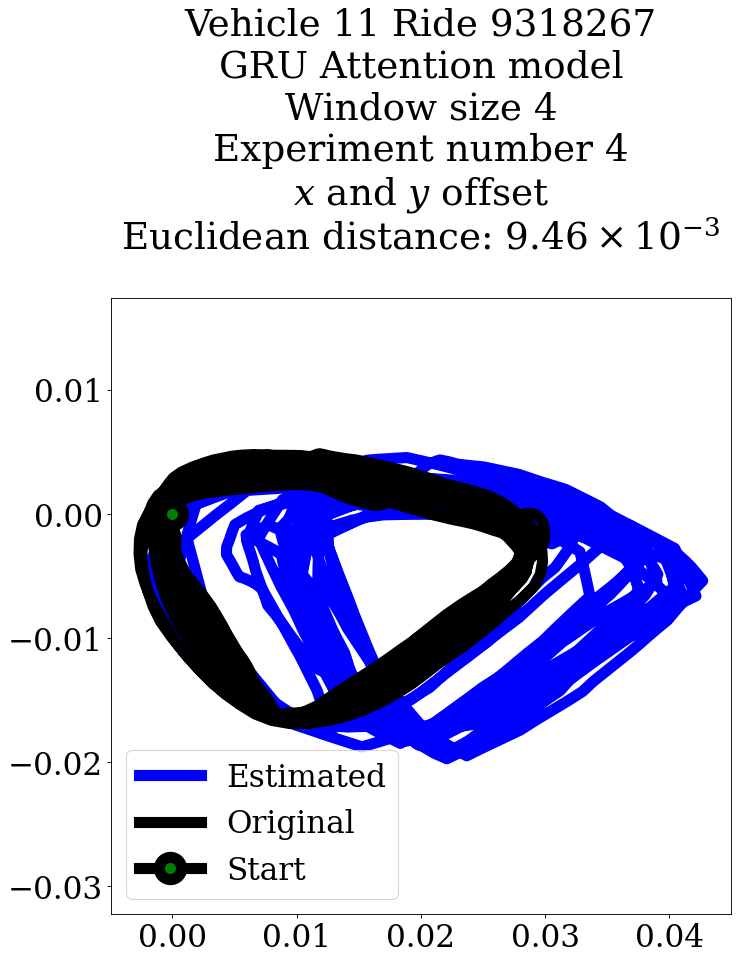 Vehicle 11 Ride 9318267
GRU Attention model
Window size 4
Experiment number 4
x and y offset
Euclidean distance: 9.46 × 10⁻³
0.01
0.00
−0.01
−0.02
−0.03
Estimated
Original
Start
0.00 0.01 0.02 0.03 0.04